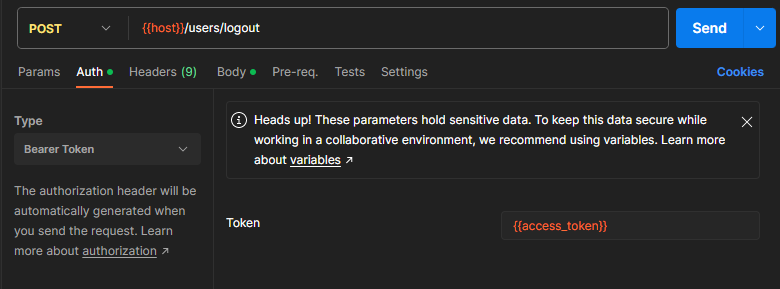 POST {{host}}/users/logout Send
Params Auth Headers (9) Body Pre-req. Tests Settings Cookies
Type
Bearer Token
The authorization header will be
automatically generated when
you send the request. Learn
more about authorization ↗
Heads up! These parameters hold sensitive data. To keep this data secure while
working in a collaborative environment, we recommend using variables. Learn more
about variables ↗
Token {{access_token}}